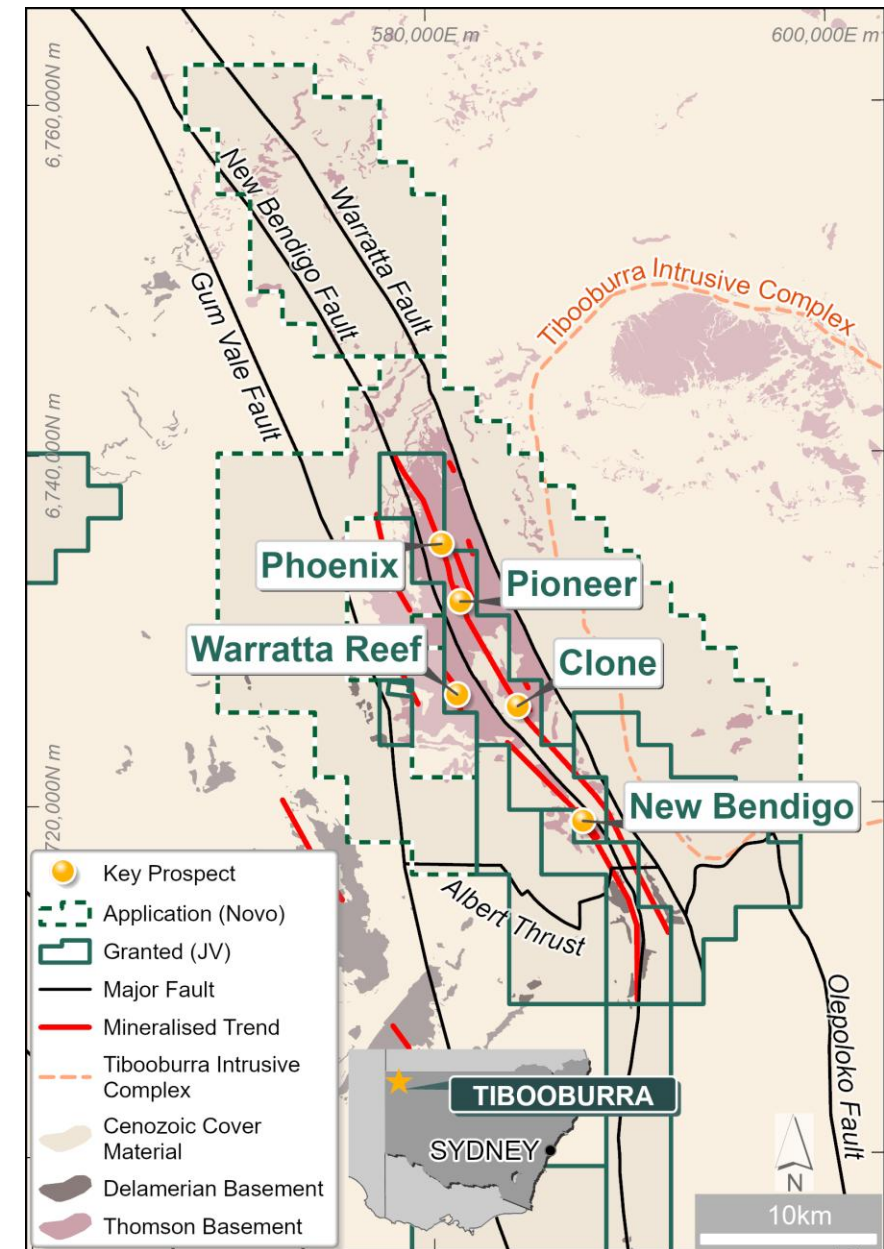 580,000E m
600,000E m
6,760,000N m
New Bendigo Fault
Warratta Fault
Gum Vale Fault
Tibooburra Intrusive Complex
6,740,000N m
Phoenix
Pioneer
Warratta Reef
Clone
New Bendigo
720,000N m
Albert Thrust
Olepoloko Fault
Key Prospect
Application (Novo)
Granted (JV)
Major Fault
Mineralised Trend
Tibooburra Intrusive
Complex
Cenozoic Cover
Material
Delamerian Basement
Thomson Basement
TIBOOBURRA
SYDNEY
N
10km